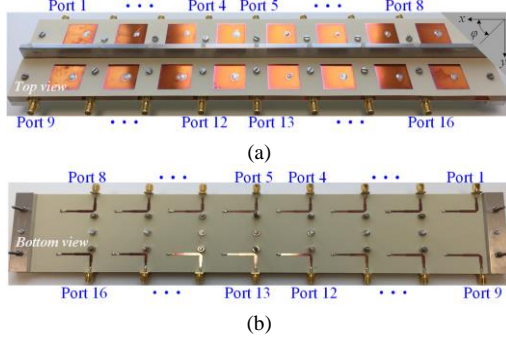 Port 1 • • • Port 4 Port 5 • • • Port 8
x
φ
y
Top view
Port 9 • • • Port 12 Port 13 • • • Port 16
(a)
Port 8 • • • Port 5 Port 4 • • • Port 1
Bottom view
Port 16 • • • Port 13 Port 12 • • • Port 9
(b)